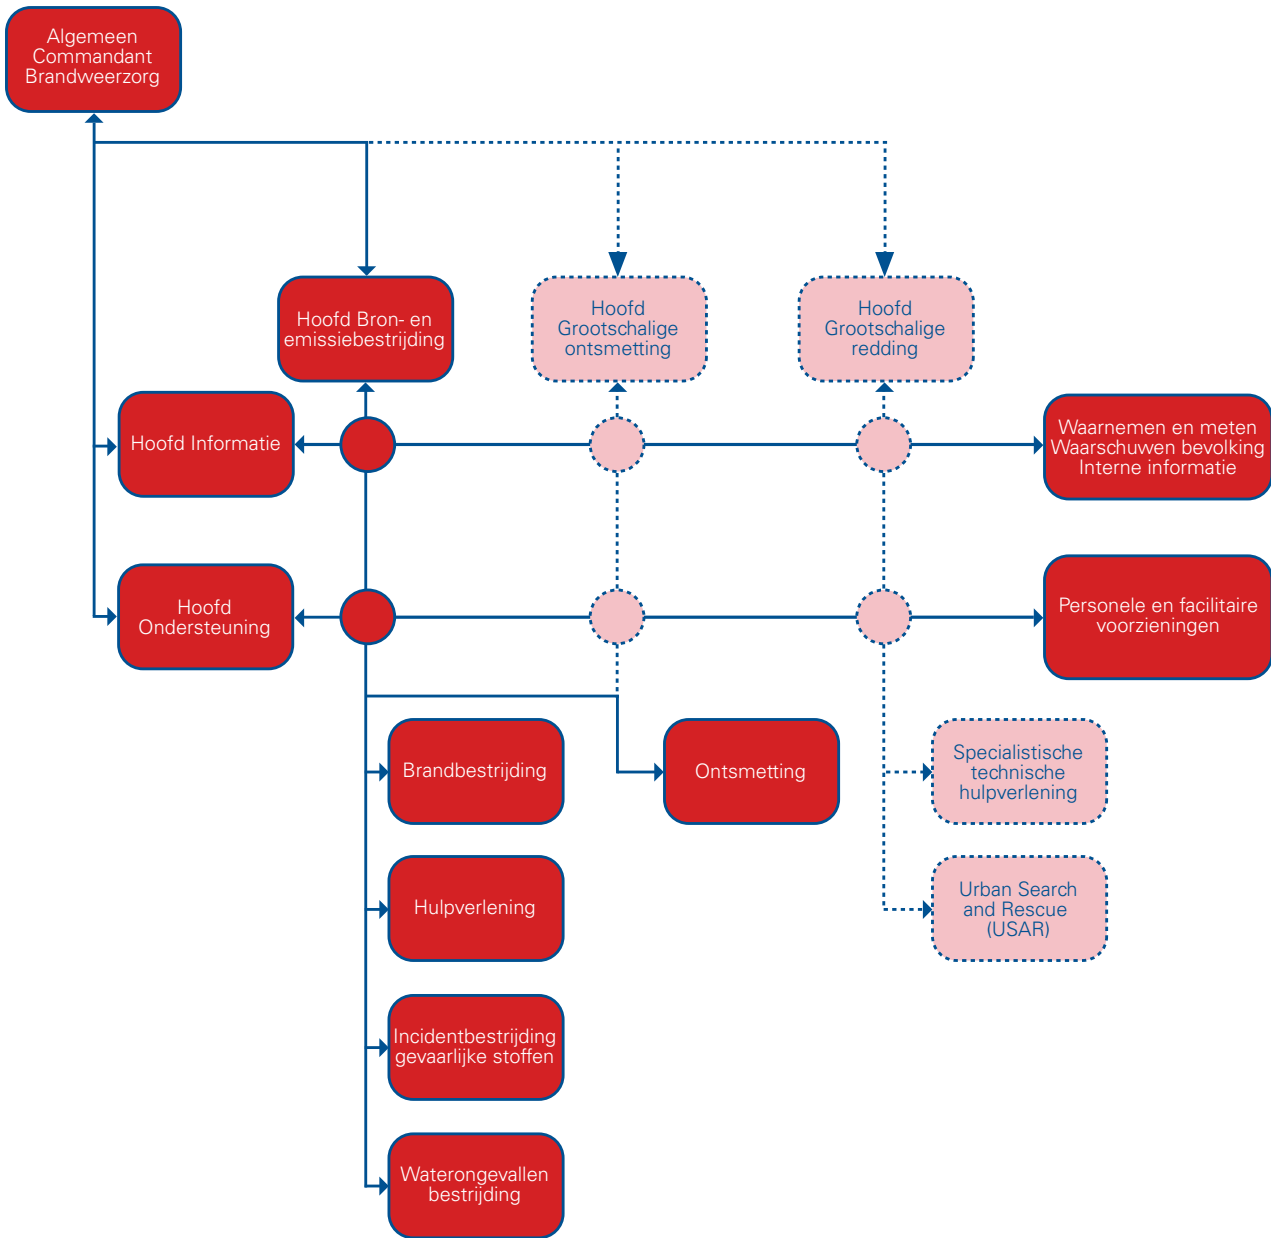 Algemeen
Commandant
Brandweerzorg
Hoofd Bron- en
emissiebestrijding
Hoofd
Grootschalige
ontsmetting
Hoofd
Grootschalige
redding
Hoofd Informatie
Waarnemen en meten
Waarschuwen bevolking
Interne informatie
Hoofd
Ondersteuning
Personele en facilitaire
voorzieningen
Brandbestrijding
Ontsmetting
Specialistische
technische
hulpverlening
Hulpverlening
Urban Search
and Rescue
(USAR)
Incidentbestrijding
gevaarlijke stoffen
Waterongevallen
bestrijding